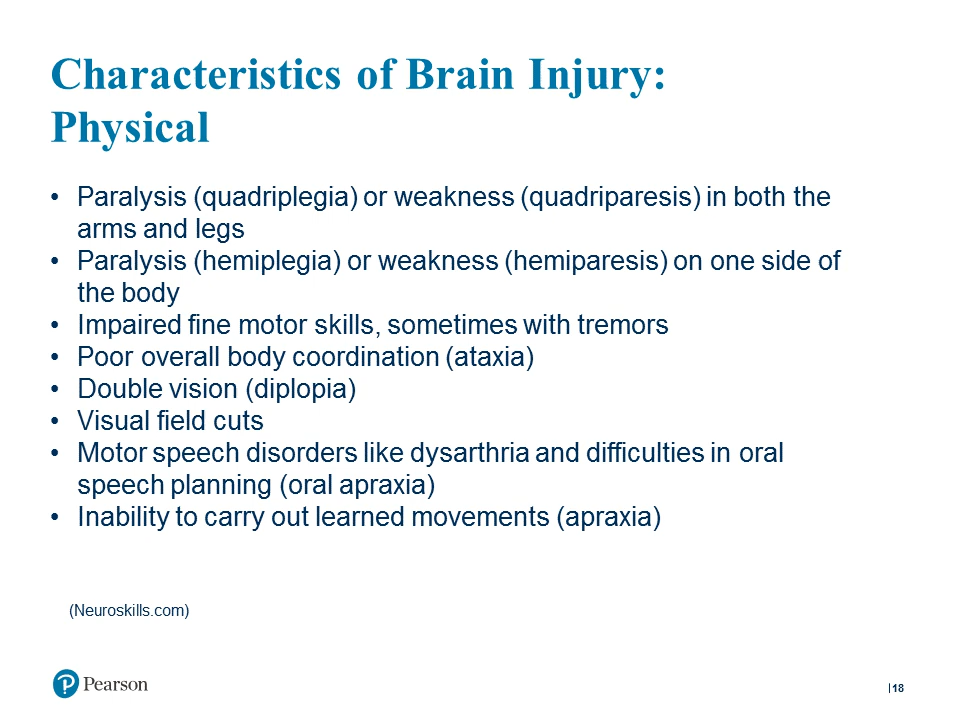 Characteristics of Brain Injury:
Physical
• Paralysis (quadriplegia) or weakness (quadriparesis) in both the
arms and legs
• Paralysis (hemiplegia) or weakness (hemiparesis) on one side of
the body
• Impaired fine motor skills, sometimes with tremors
• Poor overall body coordination (ataxia)
• Double vision (diplopia)
• Visual field cuts
• Motor speech disorders like dysarthria and difficulties in oral
speech planning (oral apraxia)
• Inability to carry out learned movements (apraxia)
(Neuroskills.com)
P Pearson
|18